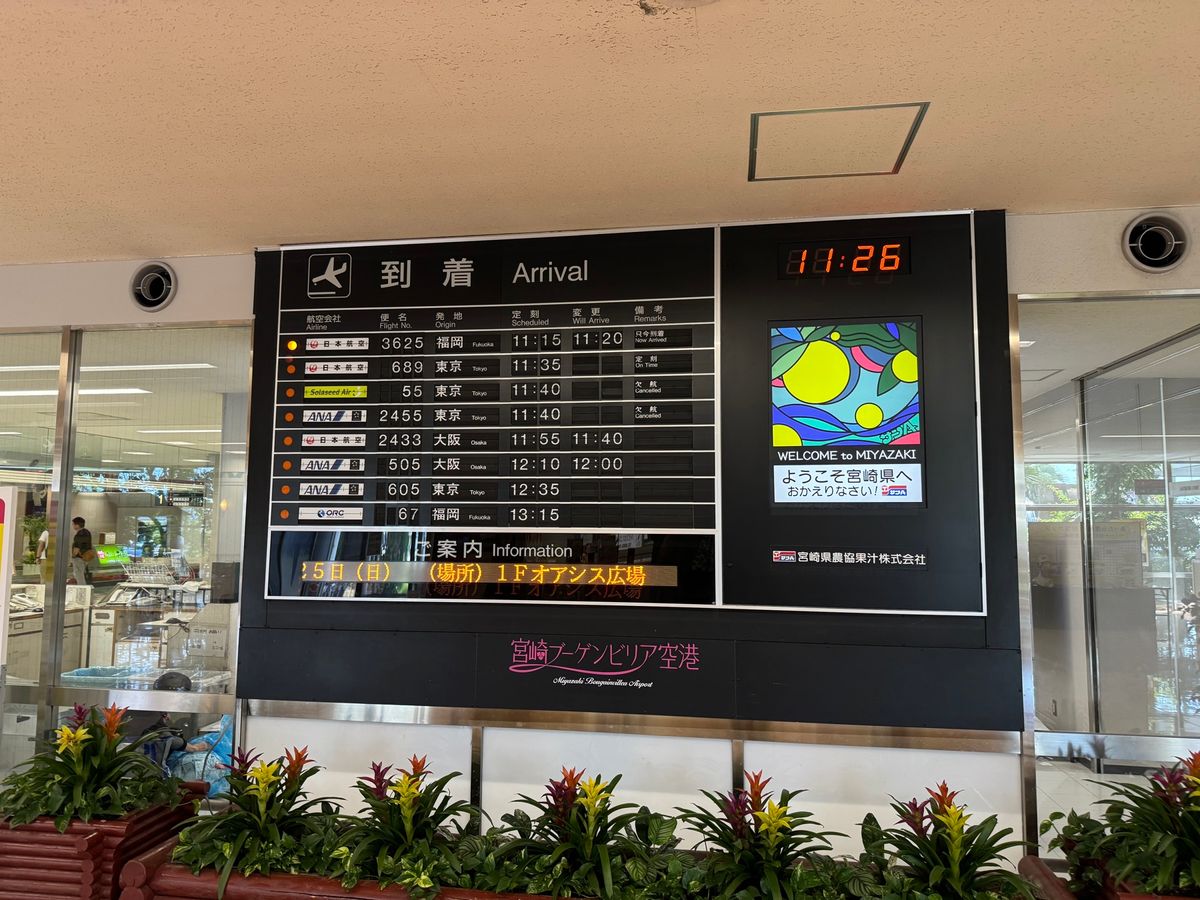 到着 Arrival
11:26
航空会社 便名 発地 定刻 変更 備考
Airline Flight No. Origin Scheduled Will Arrive Remarks
日本航空 3625 福岡 Fukuoka 11:15 11:20 只今到着 Now Arrived
日本航空 689 東京 Tokyo 11:35 定刻 On Time
Solaseed Air 55 東京 Tokyo 11:40 欠航 Cancelled
ANA 2455 東京 Tokyo 11:40 欠航 Cancelled
日本航空 2433 大阪 Osaka 11:55 11:40
ANA 505 大阪 Osaka 12:10 12:00
ANA 605 東京 Tokyo 12:35
ORC 67 福岡 Fukuoka 13:15
ご案内 Information
25日(日) (場所)1Fオアシス広場
WELCOME to MIYAZAKI
ようこそ宮崎県へ
おかえりなさい! サンA
サンA 宮崎県農協果汁株式会社
宮崎ブーゲンビリア空港
Miyazaki Bougainvillea Airport